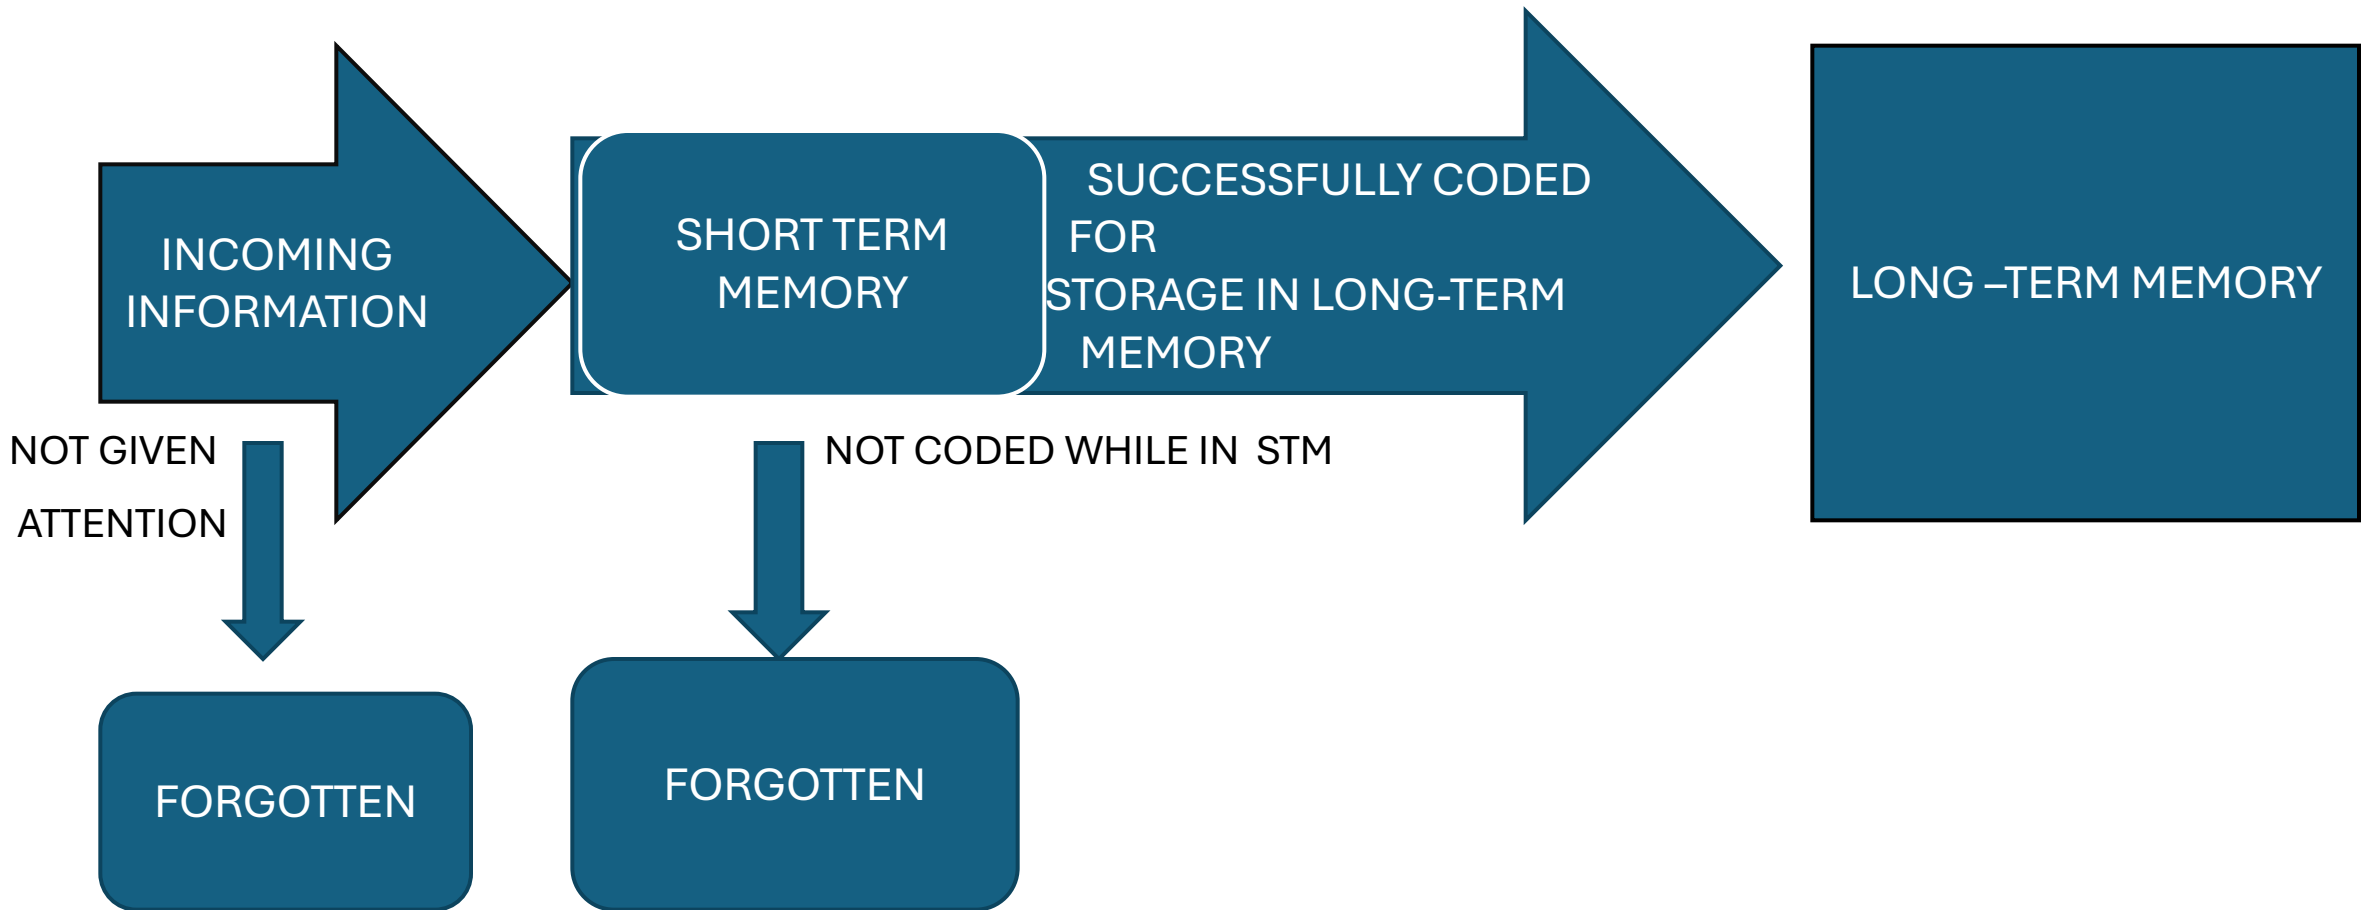 INCOMING
INFORMATION
SHORT TERM
MEMORY
SUCCESSFULLY CODED
FOR
STORAGE IN LONG-TERM
MEMORY
LONG –TERM MEMORY
NOT GIVEN
ATTENTION
NOT CODED WHILE IN  STM
FORGOTTEN
FORGOTTEN